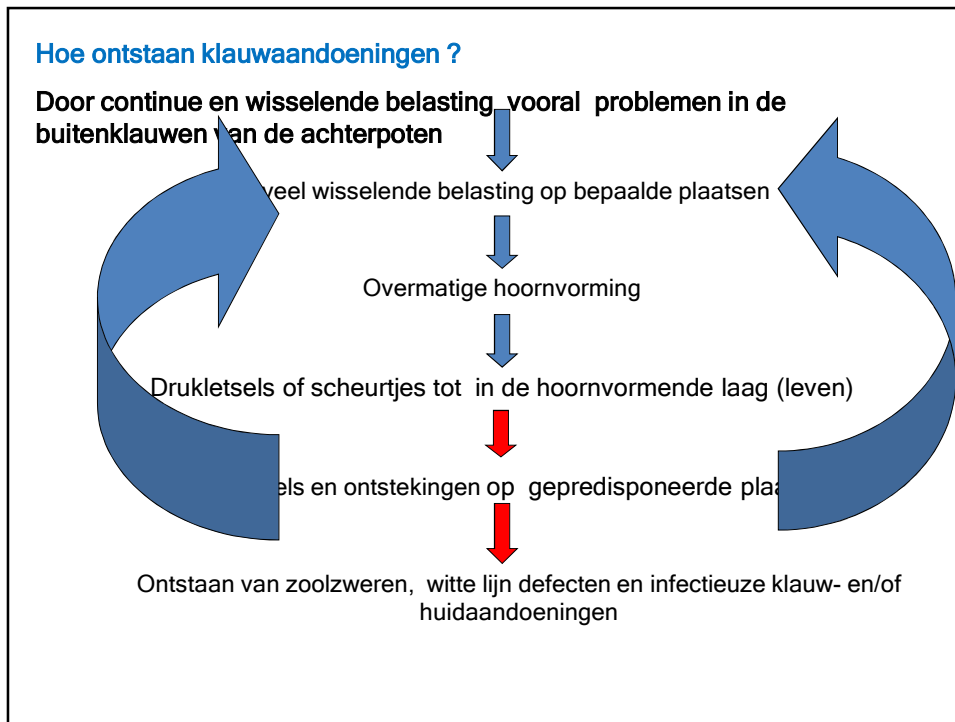 Hoe ontstaan klauwaandoeningen ?
Door continue en wisselende belasting vooral problemen in de
buitenklauwen van de achterpoten
veel wisselende belasting op bepaalde plaatsen
Overmatige hoornvorming
Drukletsels of scheurtjes tot in de hoornvormende laag (leven)
en ontstekingen op gepredisponeerde
Ontstaan van zoolzweren, witte lijn defecten en infectieuze klauw- en/of
huidaandoeningen